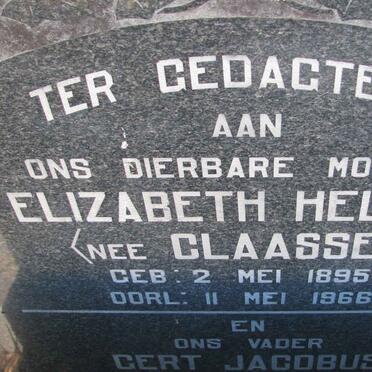 TER GEDACTE
AAN
ONS DIERBARE MO
ELIZABETH HEL
(NEE CLAASSE
GEB: 2 MEI 1895
OORL: 11 MEI 1966
EN
ONS VADER
GERT JACOBUS